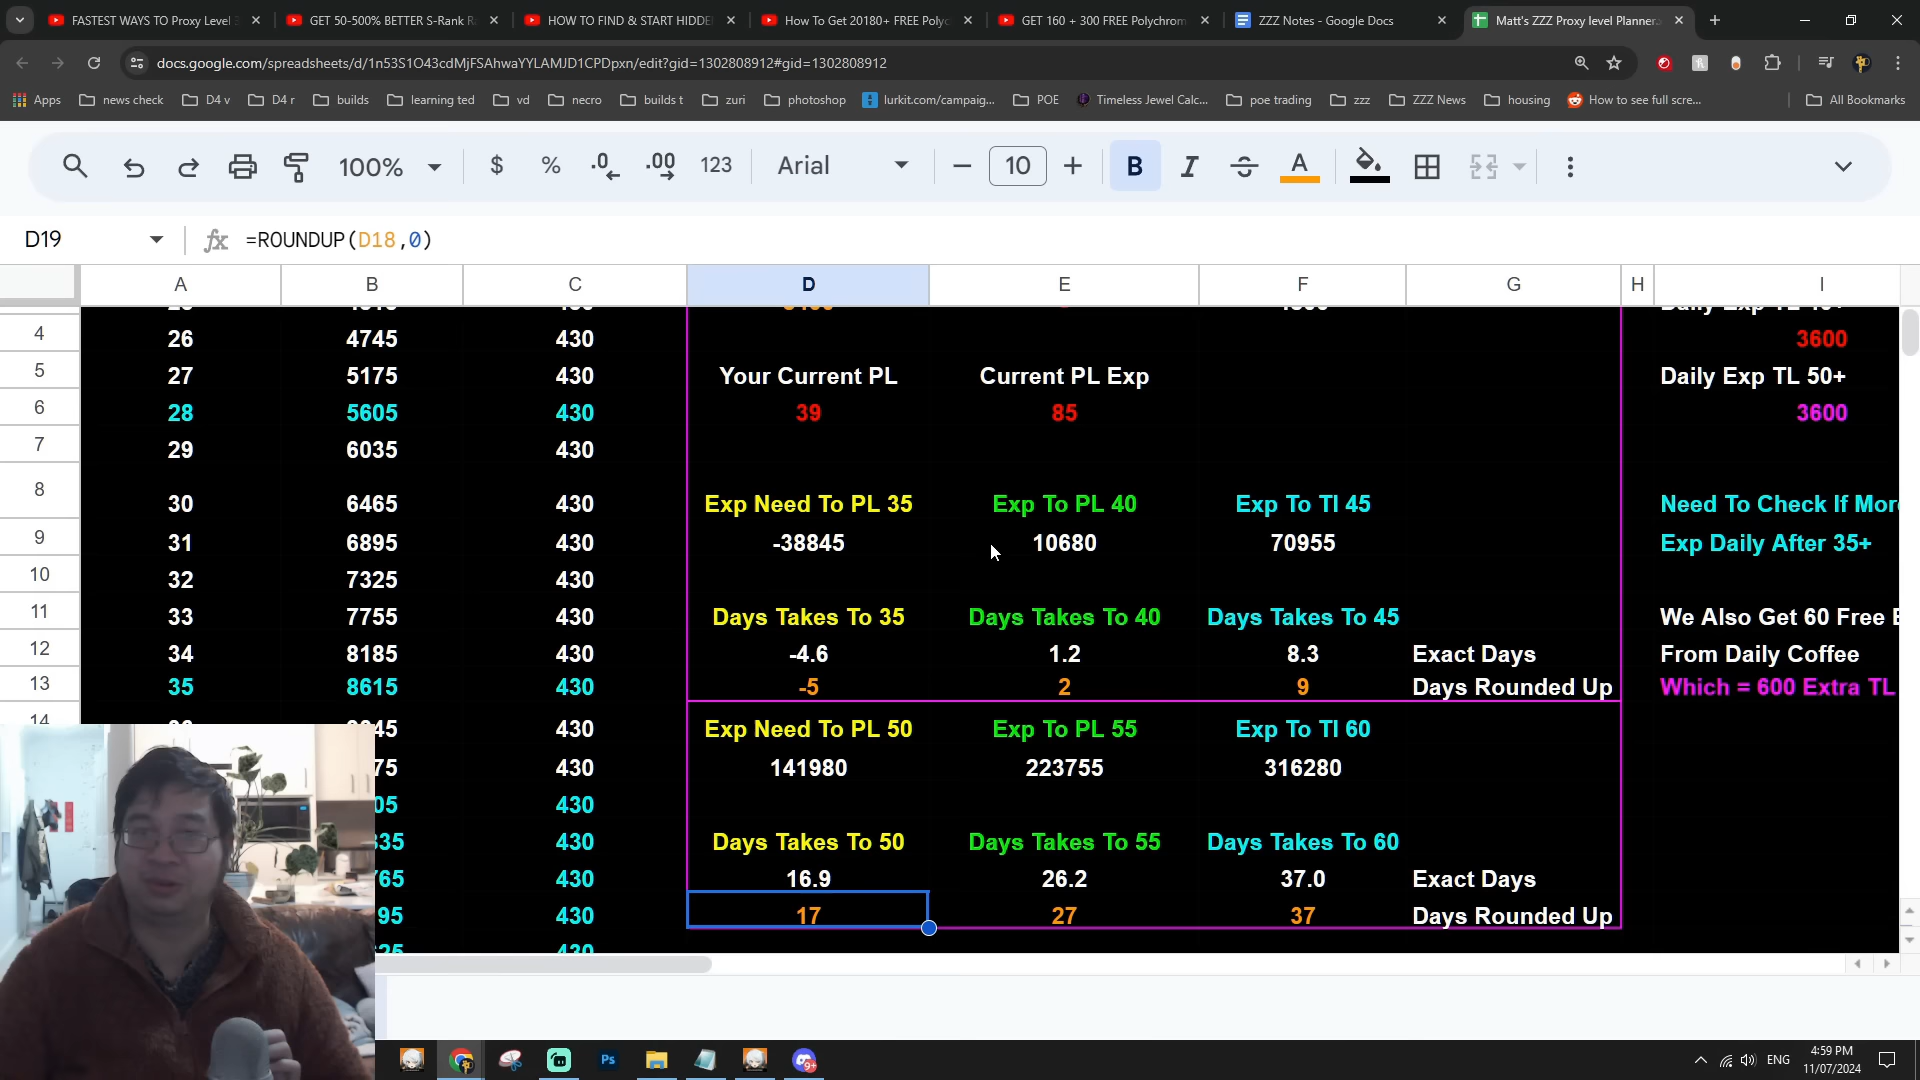 FASTEST WAYS TO Proxy Level
GET 50-500% BETTER S-Rank R
HOW TO FIND & START HIDDE
How To Get 20180+ FREE Polyc
GET 160 + 300 FREE Polychrom
ZZZ Notes - Google Docs
Matt's ZZZ Proxy level Planner
docs.google.com/spreadsheets/d/1n53S1O43cdMjFSAhwaYYLAMJD1CPDpxn/edit?gid=1302808912#gid=1302808912
Apps news check D4 v D4 r builds learning ted vd necro builds t zuri photoshop lurkit.com/campaig... POE Timeless Jewel Calc... poe trading zzz ZZZ News housing How to see full scre... All Bookmarks
100% $ % .0 .00 123 Arial 10 B I A
D19 fx =ROUNDUP(D18,0)
A B C D E F G H I
4 26 4745 430 3600
5 27 5175 430 Your Current PL Current PL Exp Daily Exp TL 50+
6 28 5605 430 39 85 3600
7 29 6035 430
8 30 6465 430 Exp Need To PL 35 Exp To PL 40 Exp To Tl 45 Need To Check If Mor
9 31 6895 430 -38845 10680 70955 Exp Daily After 35+
10 32 7325 430
11 33 7755 430 Days Takes To 35 Days Takes To 40 Days Takes To 45 We Also Get 60 Free
12 34 8185 430 -4.6 1.2 8.3 Exact Days From Daily Coffee
13 35 8615 430 -5 2 9 Days Rounded Up Which = 600 Extra TL
14 45 430 Exp Need To PL 50 Exp To PL 55 Exp To Tl 60
75 430 141980 223755 316280
05 430
335 430 Days Takes To 50 Days Takes To 55 Days Takes To 60
765 430 16.9 26.2 37.0 Exact Days
95 430 17 27 37 Days Rounded Up
430
Ps 9+ ENG 4:59 PM
11/07/2024